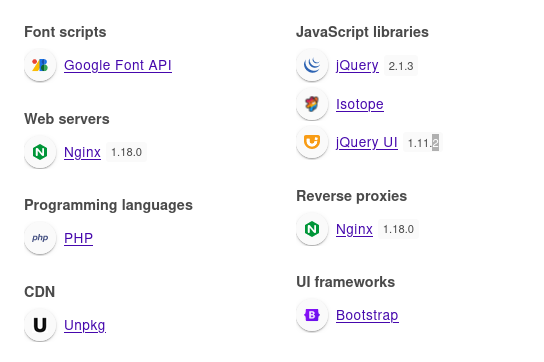 Font scripts
Google Font API
Web servers
Nginx 1.18.0
Programming languages
php PHP
CDN
U Unpkg
JavaScript libraries
jQuery 2.1.3
Isotope
jQuery UI 1.11.2
Reverse proxies
Nginx 1.18.0
UI frameworks
B Bootstrap